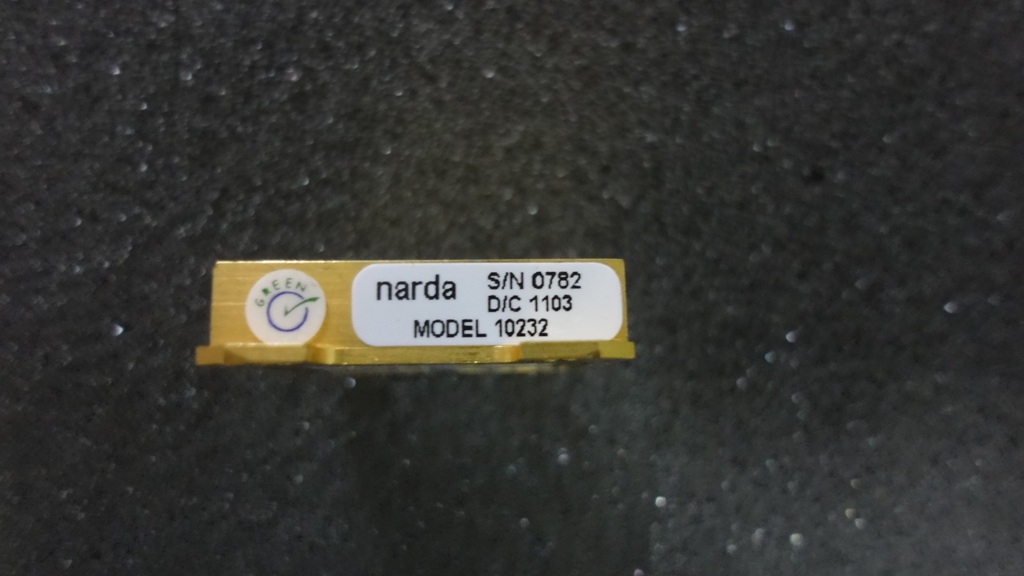 GREEN
narda
S/N 0782
D/C 1103
MODEL 10232